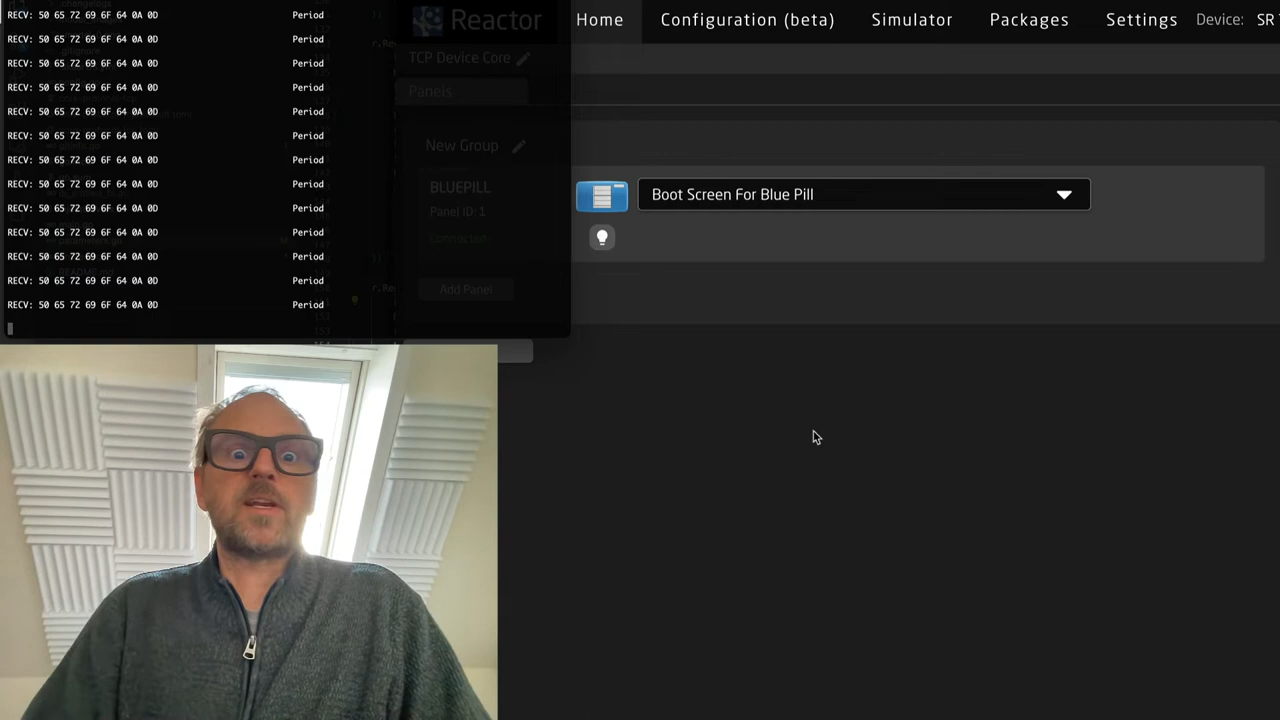 RECV: 50 65 72 69 6F 64 0A 0D Period
RECV: 50 65 72 69 6F 64 0A 0D Period
RECV: 50 65 72 69 6F 64 0A 0D Period
RECV: 50 65 72 69 6F 64 0A 0D Period
RECV: 50 65 72 69 6F 64 0A 0D Period
RECV: 50 65 72 69 6F 64 0A 0D Period
RECV: 50 65 72 69 6F 64 0A 0D Period
RECV: 50 65 72 69 6F 64 0A 0D Period
RECV: 50 65 72 69 6F 64 0A 0D Period
RECV: 50 65 72 69 6F 64 0A 0D Period
RECV: 50 65 72 69 6F 64 0A 0D Period
RECV: 50 65 72 69 6F 64 0A 0D Period
RECV: 50 65 72 69 6F 64 0A 0D Period
Reactor Home Configuration (beta) Simulator Packages Settings Device: SR
TCP Device Core
Panels
New Group
BLUEPILL
Panel ID: 1
Connected
Add Panel
Boot Screen For Blue Pill